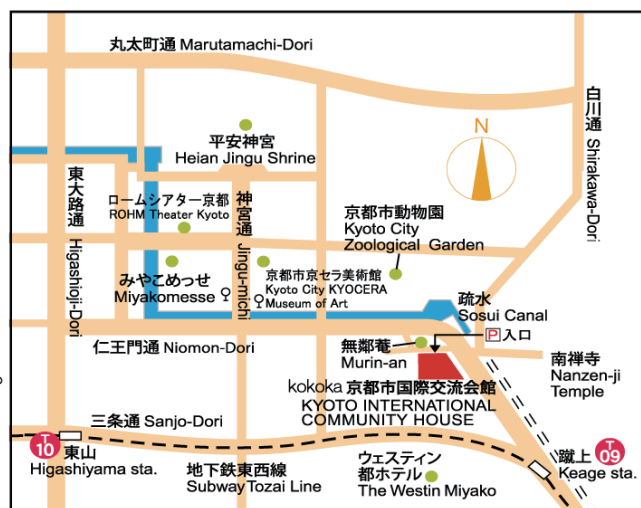 丸太町通 Marutamachi-Dori
白川通 Shirakawa-Dori
N
平安神宮
Heian Jingu Shrine
東大路通 Higashioji-Dori
ロームシアター京都
ROHM Theater Kyoto
神宮通 Jingu-michi
京都市動物園
Kyoto City
Zoological Garden
みやこめっせ
Miyakomesse
京都市京セラ美術館
Kyoto City KYOCERA
Museum of Art
疏水
Sosui Canal
P 入口
仁王門通 Niomon-Dori
無鄰菴
Murin-an
南禅寺
Nanzen-ji
Temple
kokoka 京都市国際交流会館
KYOTO INTERNATIONAL
COMMUNITY HOUSE
三条通 Sanjo-Dori
T
10
東山
Higashiyama sta.
地下鉄東西線
Subway Tozai Line
ウェスティン
都ホテル
The Westin Miyako
蹴上
Keage sta.
T
09